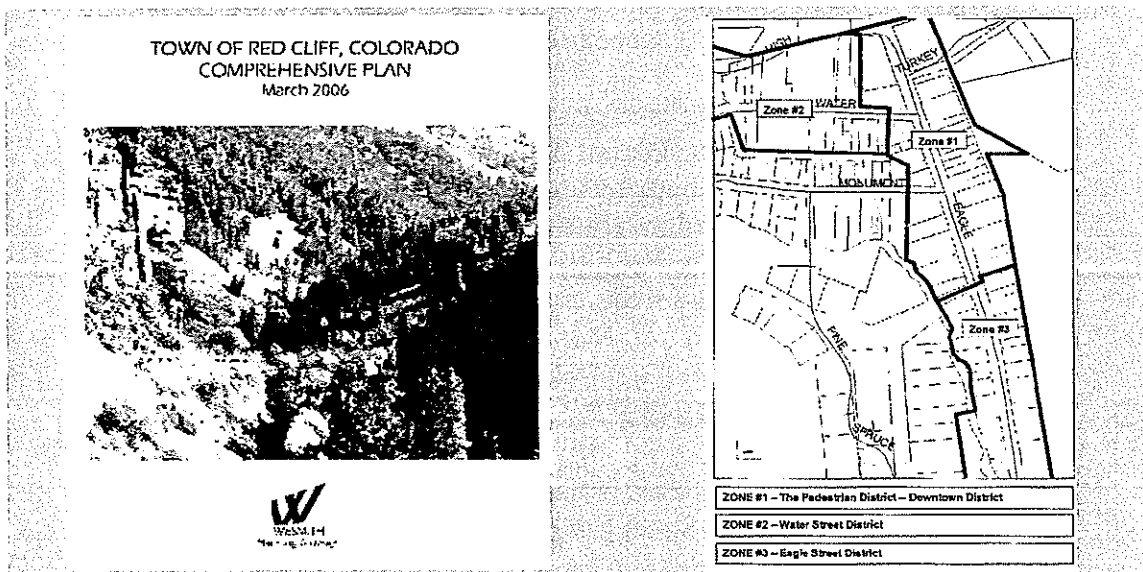 TOWN OF RED CLIFF, COLORADO
COMPREHENSIVE PLAN
March 2006
HIGH
TURKEY
WATER
Zone #2
Zone #1
MONUMENT
EAGLE
Zone #3
PINE
SPRUCE
ZONE #1 – The Pedestrian District – Downtown District
ZONE #2 – Water Street District
ZONE #3 – Eagle Street District